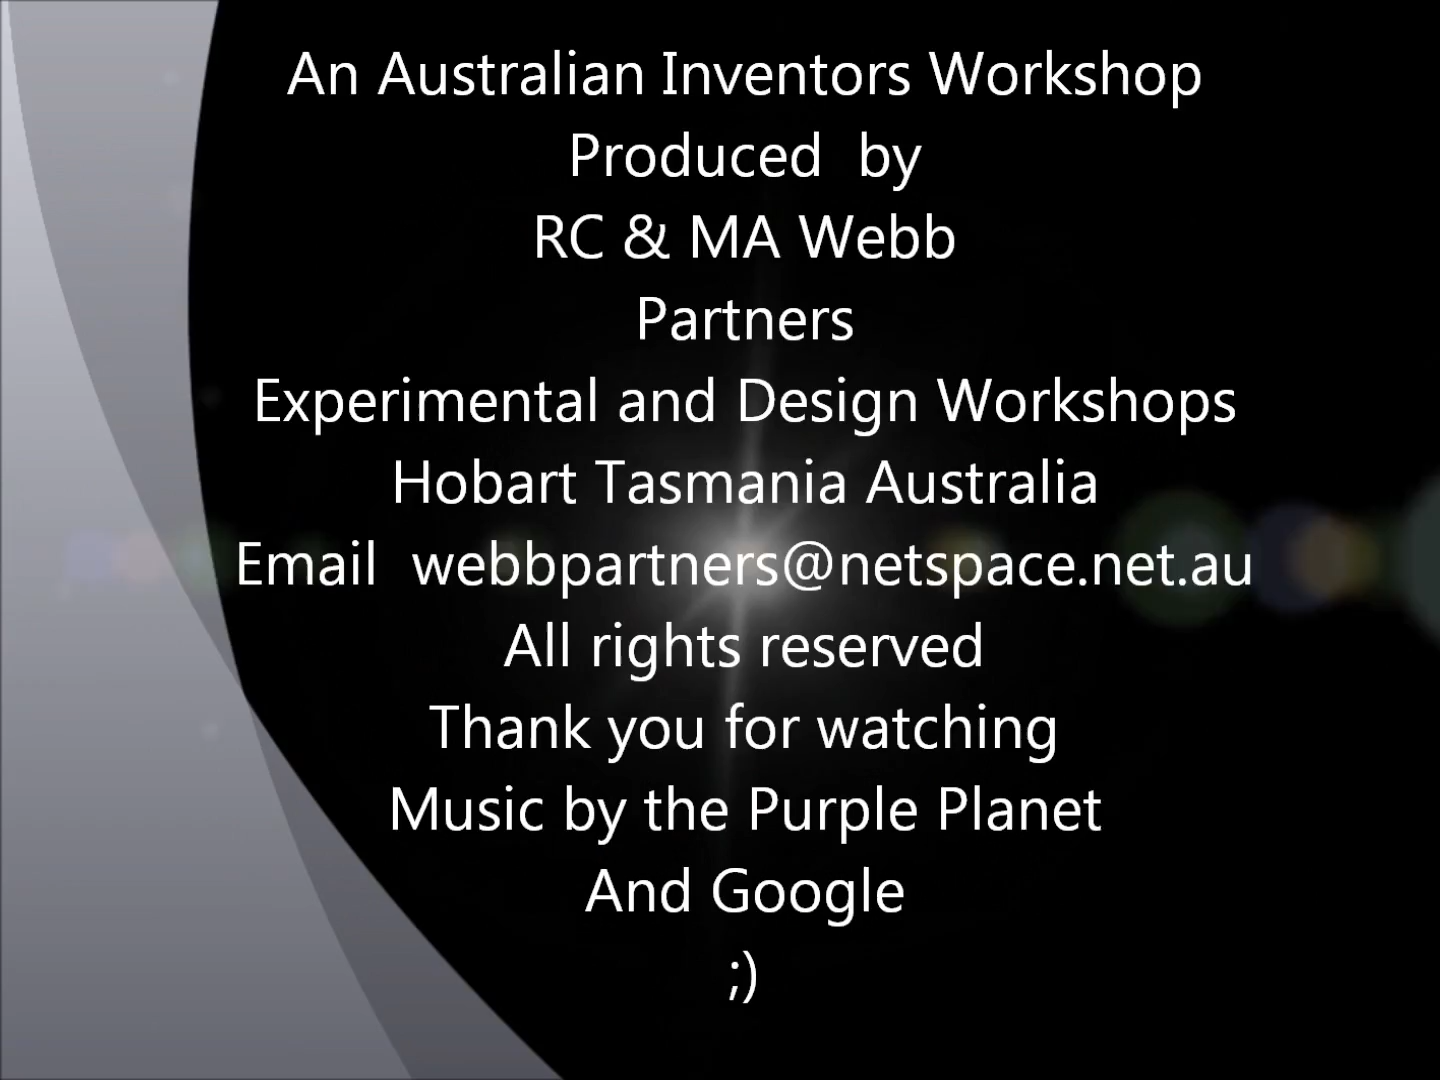 An Australian Inventors Workshop
Produced  by
RC & MA Webb
Partners
Experimental and Design Workshops
Hobart Tasmania Australia
Email  webbpartners@netspace.net.au
All rights reserved
Thank you for watching
Music by the Purple Planet
And Google
;)